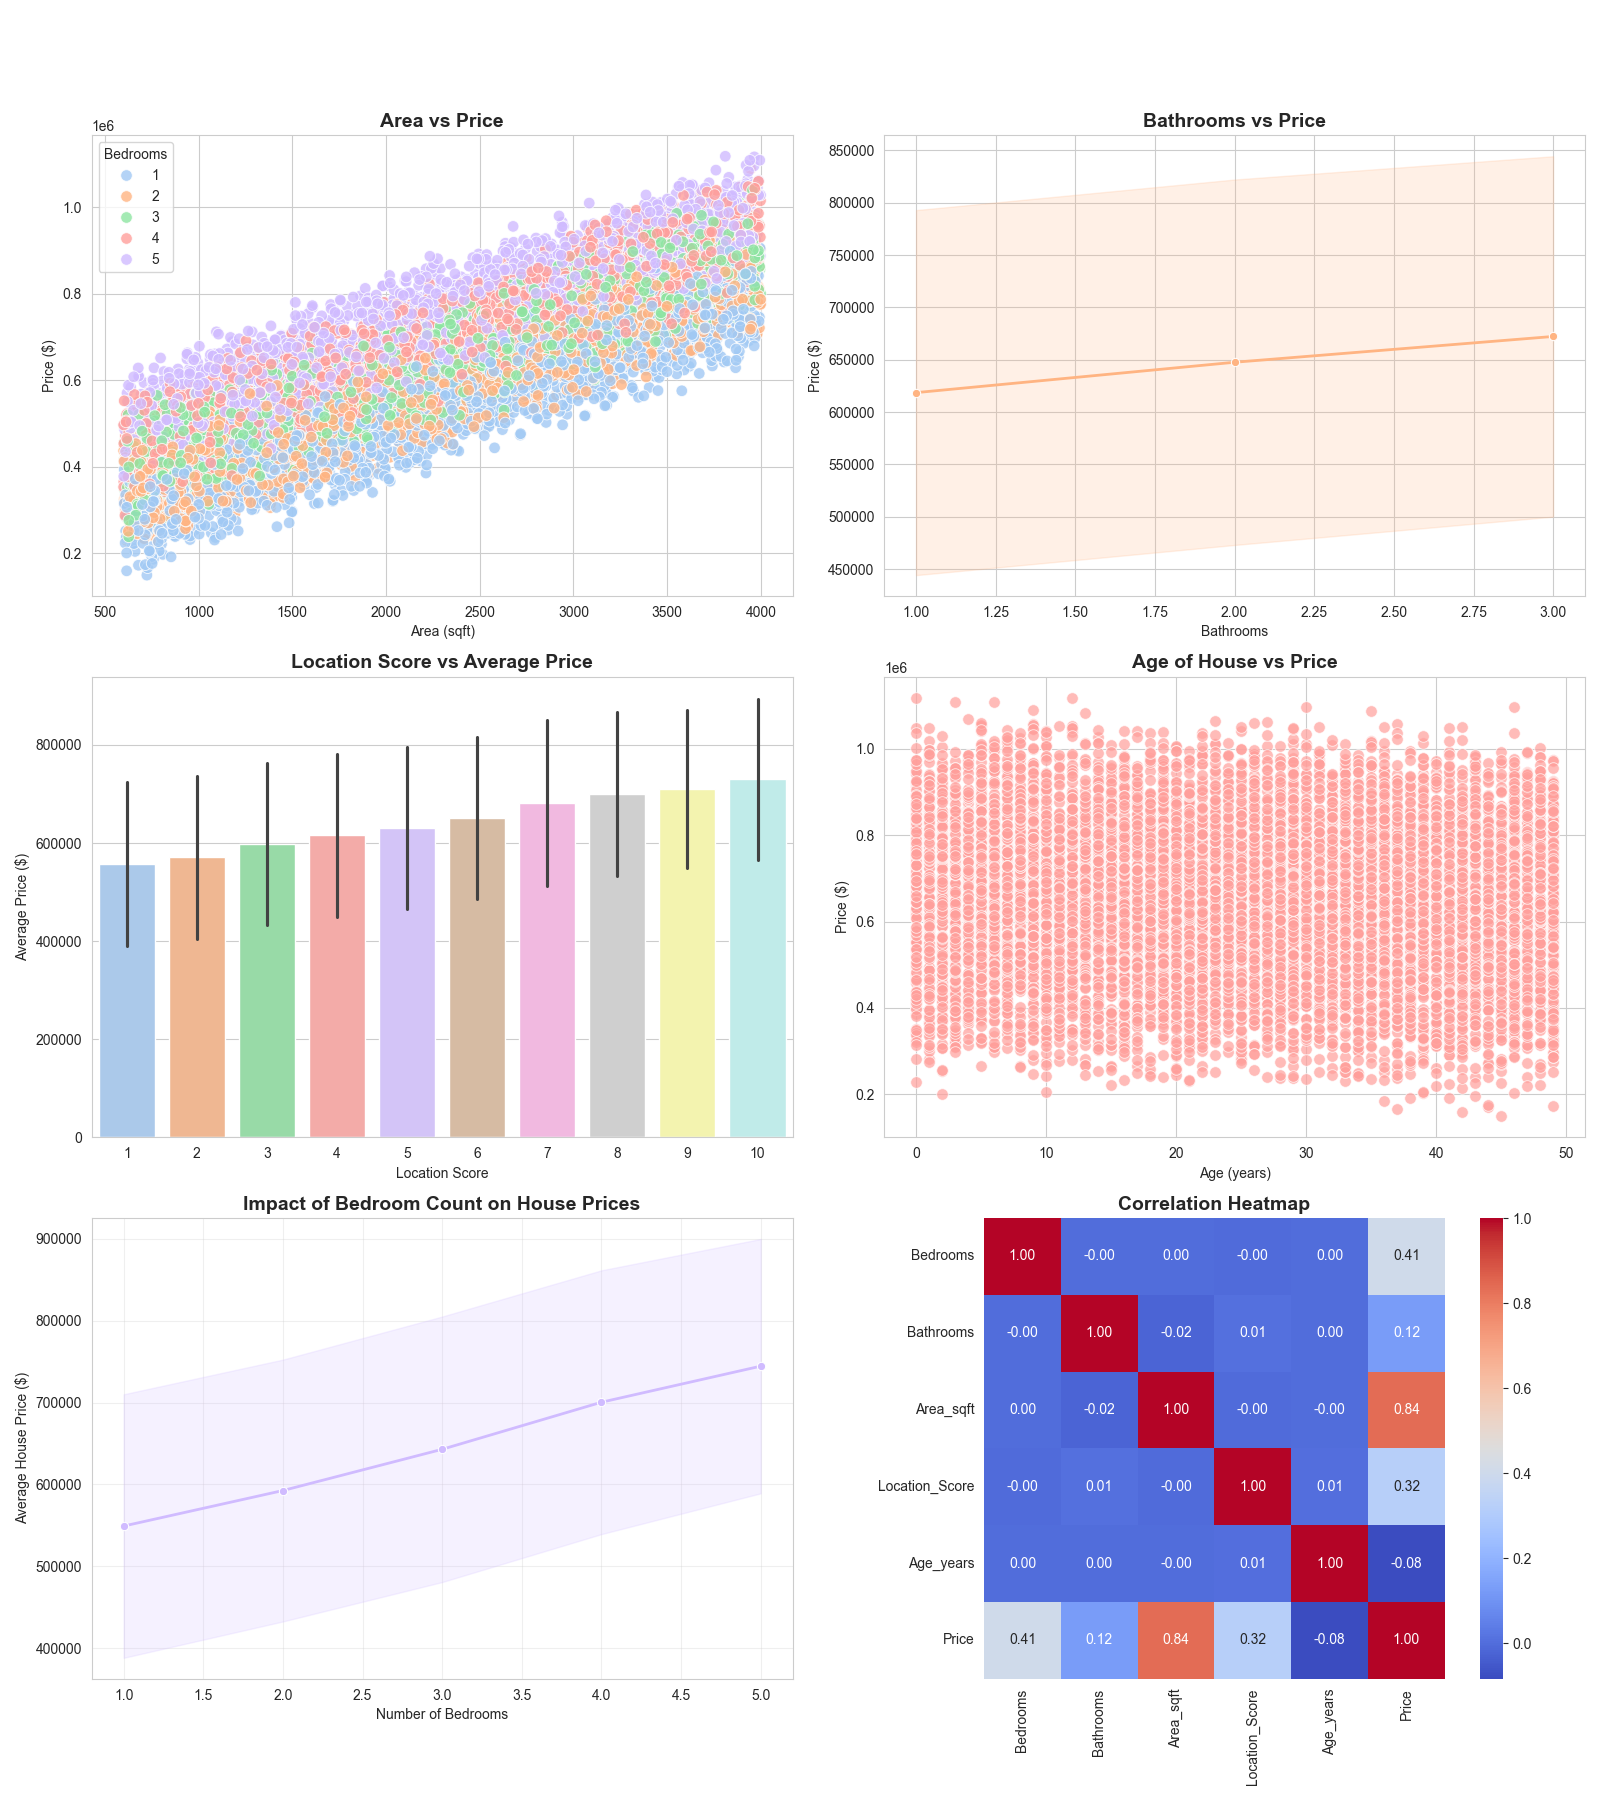 Area vs Price
1e6
Bedrooms
1
2
3
4
5
1.0
0.8
0.6
0.4
0.2
Price ($)
500 1000 1500 2000 2500 3000 3500 4000
Area (sqft)
Bathrooms vs Price
850000
800000
750000
700000
650000
600000
550000
500000
450000
Price ($)
1.00 1.25 1.50 1.75 2.00 2.25 2.50 2.75 3.00
Bathrooms
Location Score vs Average Price
800000
600000
400000
200000
0
Average Price ($)
1 2 3 4 5 6 7 8 9 10
Location Score
Age of House vs Price
1e6
1.0
0.8
0.6
0.4
0.2
Price ($)
0 10 20 30 40 50
Age (years)
Impact of Bedroom Count on House Prices
900000
800000
700000
600000
500000
400000
Average House Price ($)
1.0 1.5 2.0 2.5 3.0 3.5 4.0 4.5 5.0
Number of Bedrooms
Correlation Heatmap
Bedrooms 1.00 -0.00 0.00 -0.00 0.00 0.41
Bathrooms -0.00 1.00 -0.02 0.01 0.00 0.12
Area_sqft 0.00 -0.02 1.00 -0.00 -0.00 0.84
Location_Score -0.00 0.01 -0.00 1.00 0.01 0.32
Age_years 0.00 0.00 -0.00 0.01 1.00 -0.08
Price 0.41 0.12 0.84 0.32 -0.08 1.00
Bedrooms
Bathrooms
Area_sqft
Location_Score
Age_years
Price
1.0
0.8
0.6
0.4
0.2
0.0